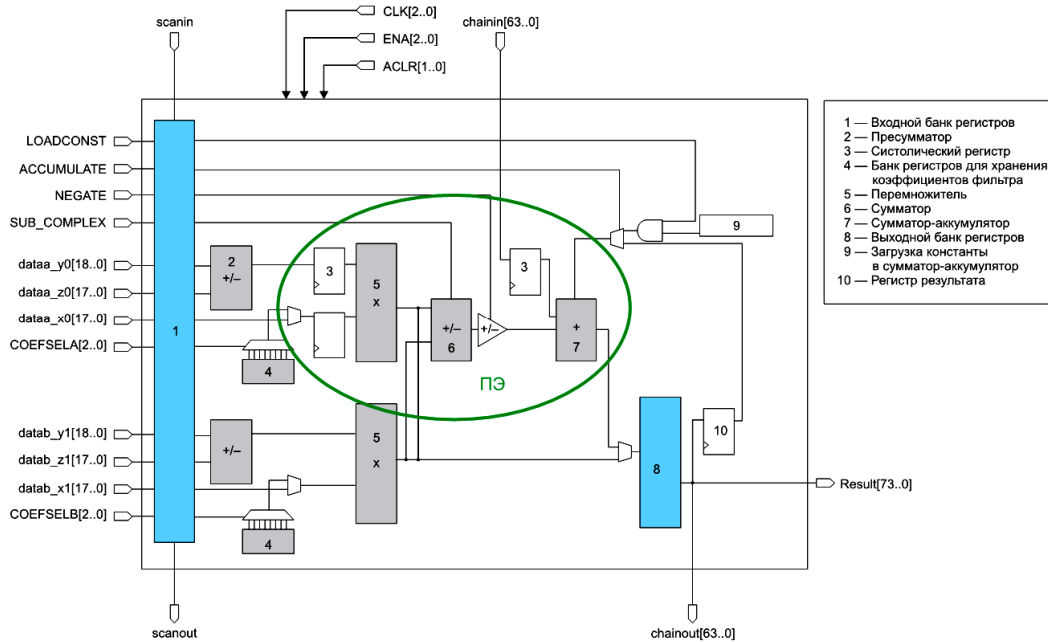 scanin
CLK[2..0]
chainin[63..0]
ENA[2..0]
ACLR[1..0]
LOADCONST
ACCUMULATE
NEGATE
SUB_COMPLEX
dataa_y0[18..0]
dataa_z0[17..0]
dataa_x0[17..0]
COEFSELA[2..0]
datab_y1[18..0]
datab_z1[17..0]
datab_x1[17..0]
COEFSELB[2..0]
1
2
+/–
3
5
x
4
+/–
6
+/–
3
+
7
9
ПЭ
+/–
5
x
4
8
10
Result[73..0]
scanout
chainout[63..0]
1 — Входной банк регистров
2 — Пресумматор
3 — Систолический регистр
4 — Банк регистров для хранения
коэффициентов фильтра
5 — Перемножитель
6 — Сумматор
7 — Сумматор-аккумулятор
8 — Выходной банк регистров
9 — Загрузка константы
в сумматор-аккумулятор
10 — Регистр результата